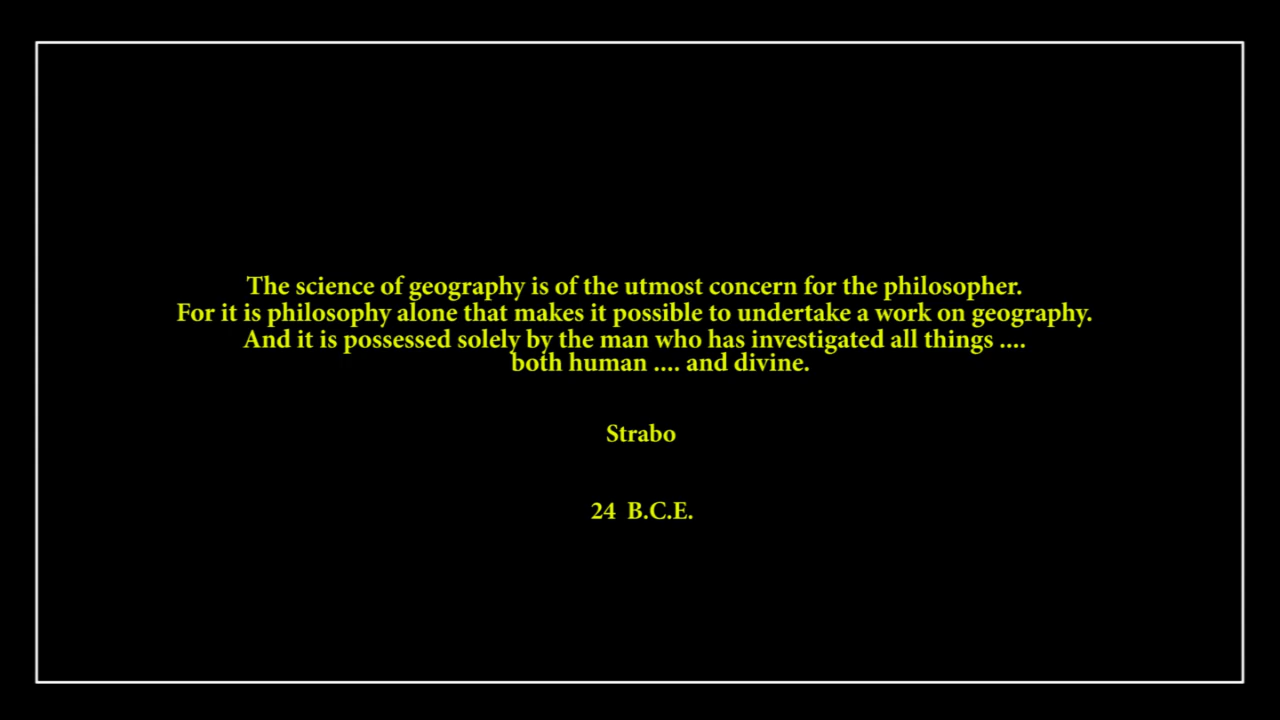 The science of geography is of the utmost concern for the philosopher.
For it is philosophy alone that makes it possible to undertake a work on geography.
And it is possessed solely by the man who has investigated all things ....
both human .... and divine.
Strabo
24 B.C.E.